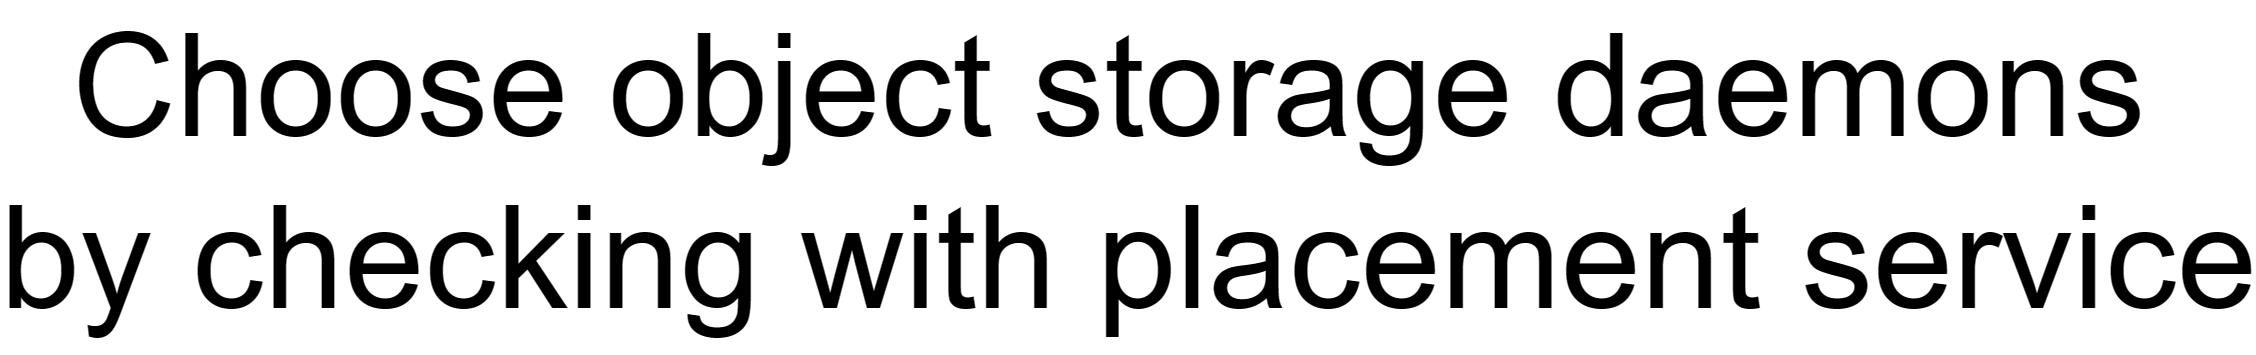 Choose object storage daemons
by checking with placement service